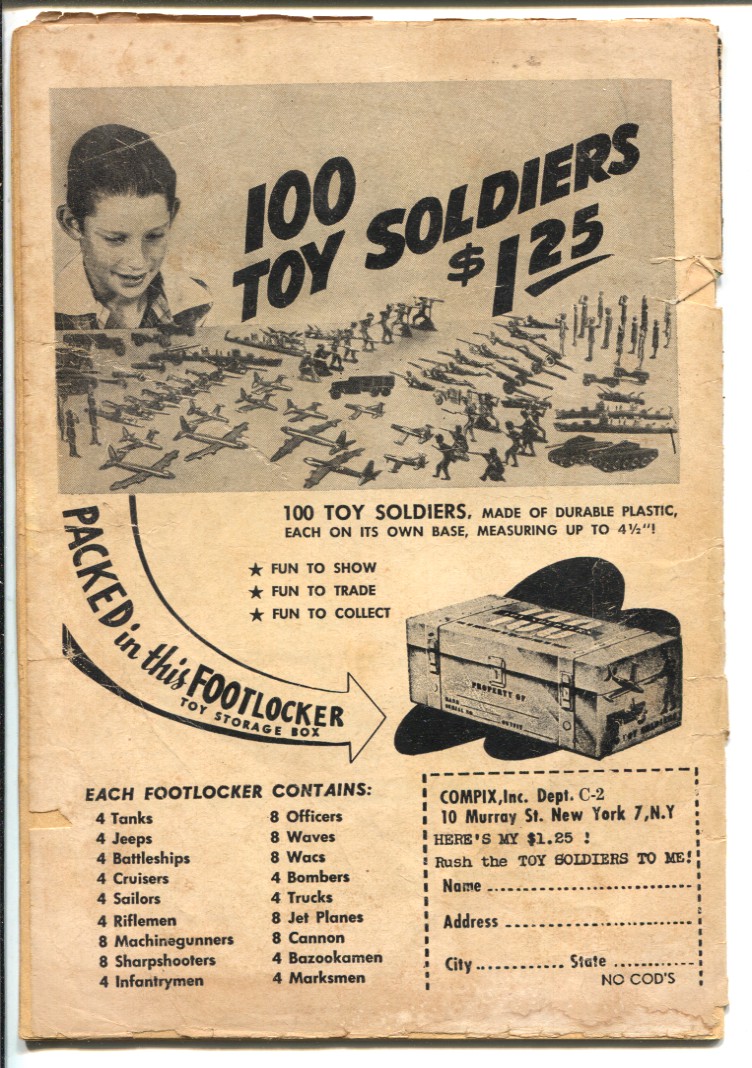 100
TOY SOLDIERS
$1.25
PACKED in this FOOTLOCKER
TOY STORAGE BOX
100 TOY SOLDIERS, MADE OF DURABLE PLASTIC,
EACH ON ITS OWN BASE, MEASURING UP TO 4½"!
★ FUN TO SHOW
★ FUN TO TRADE
★ FUN TO COLLECT
PROPERTY OF
TOY SOLDIERS
EACH FOOTLOCKER CONTAINS:
4 Tanks
4 Jeeps
4 Battleships
4 Cruisers
4 Sailors
4 Riflemen
8 Machinegunners
8 Sharpshooters
4 Infantrymen
8 Officers
8 Waves
8 Wacs
4 Bombers
4 Trucks
8 Jet Planes
8 Cannon
4 Bazookamen
4 Marksmen
COMPIX,Inc. Dept. C-2
10 Murray St. New York 7,N.Y
HERE'S MY $1.25 !
Rush the TOY SOLDIERS TO ME!
Name
Address
City State
NO COD'S